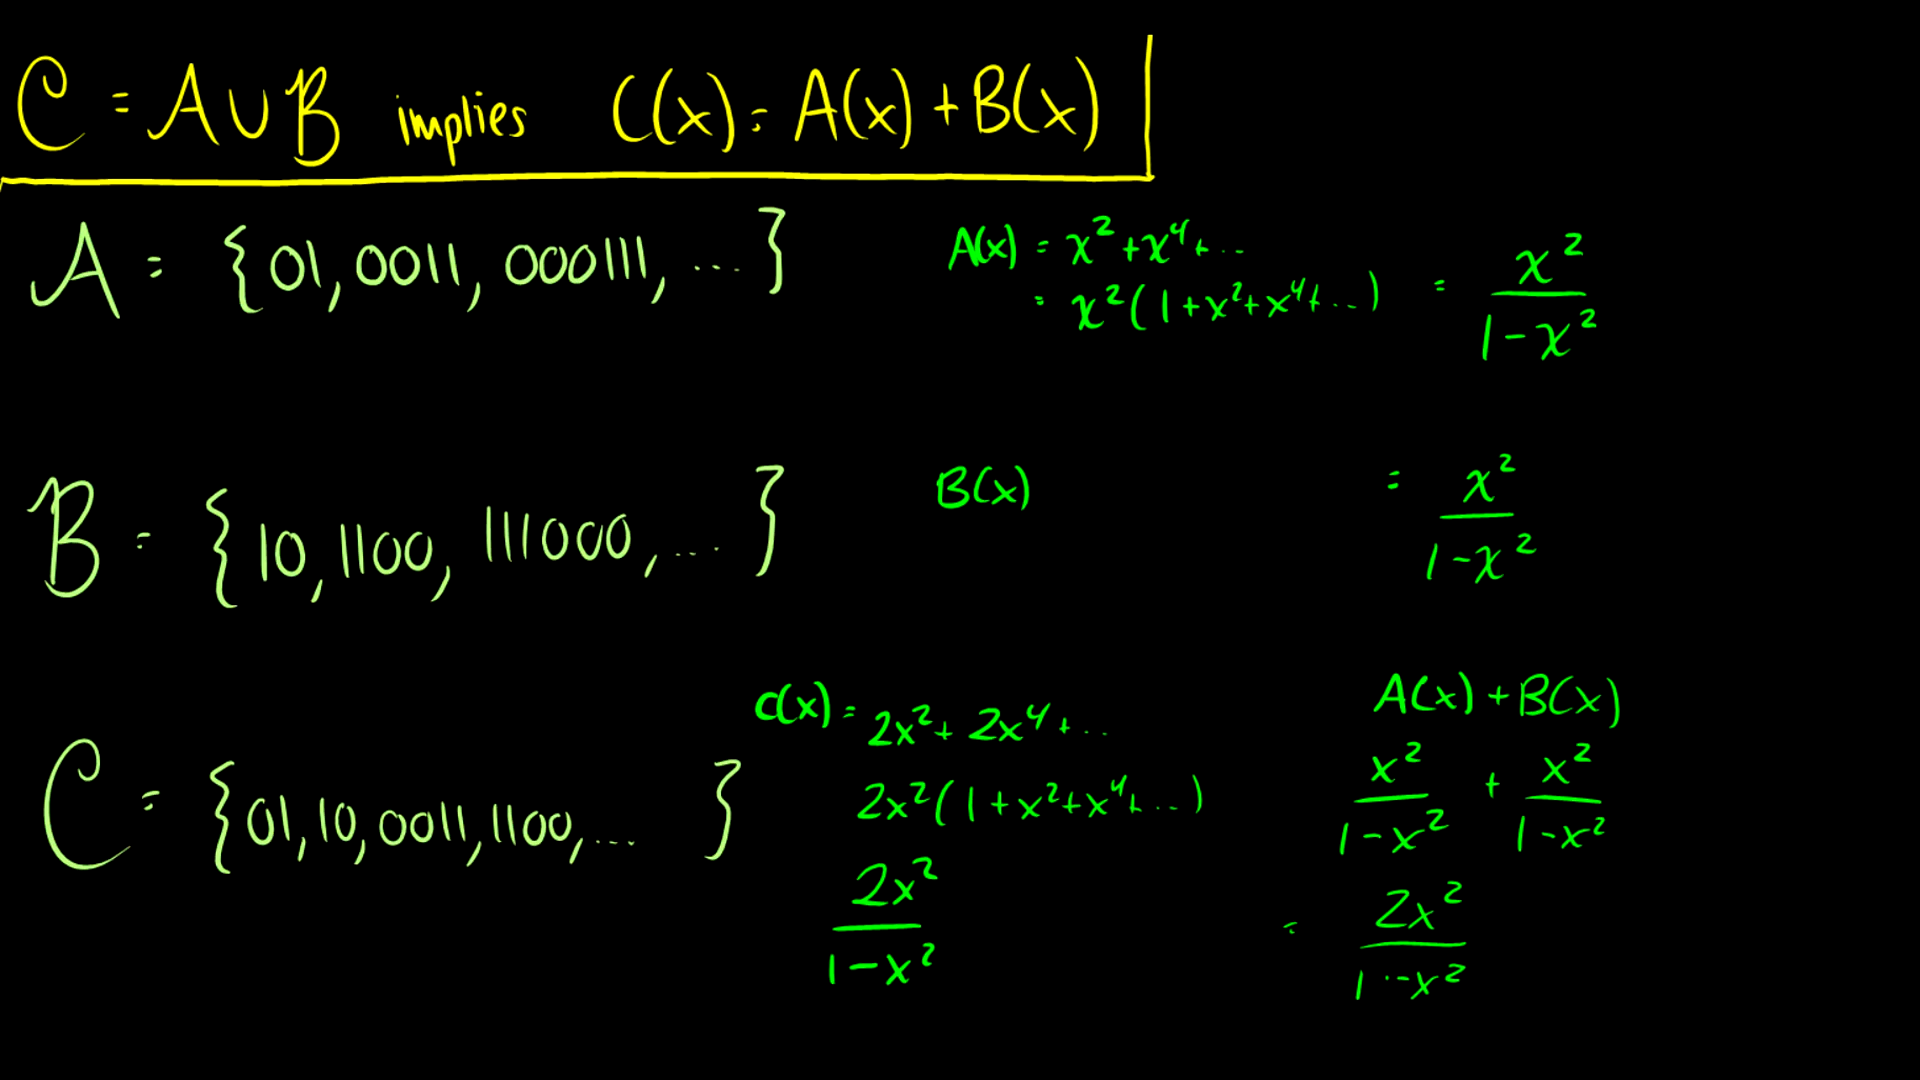 C = A ∪ B implies C(x) = A(x) + B(x)
A = {01, 0011, 000111, ...}
A(x) = x² + x⁴ + ...
= x²(1 + x² + x⁴ + ...) = x² / (1 - x²)
B = {10, 1100, 111000, ...}
B(x) = x² / (1 - x²)
C = {01, 10, 0011, 1100, ...}
C(x) = 2x² + 2x⁴ + ...
2x²(1 + x² + x⁴ + ...)
2x² / (1 - x²)
A(x) + B(x)
x² / (1 - x²) + x² / (1 - x²)
= 2x² / (1 - x²)